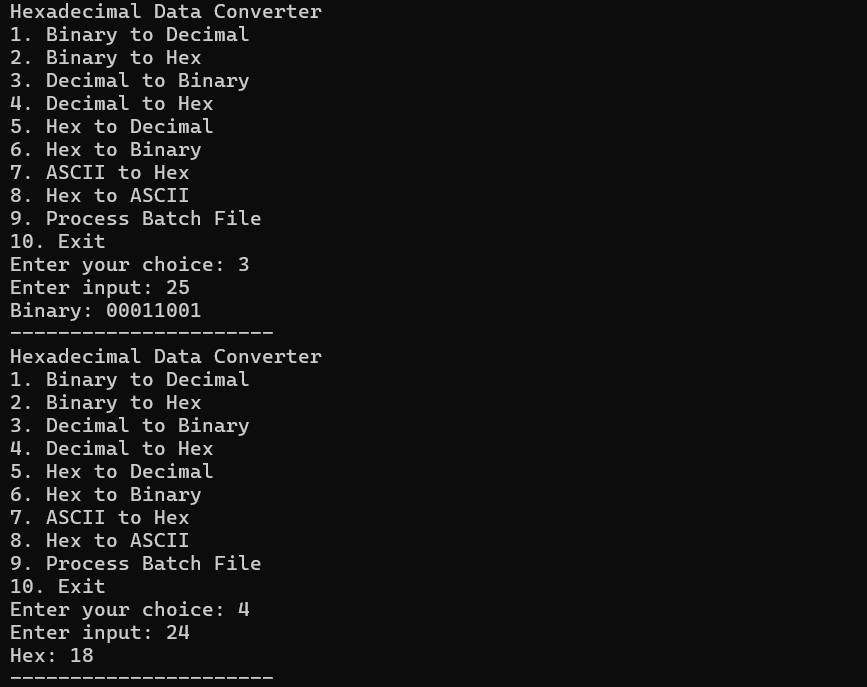 Hexadecimal Data Converter
1. Binary to Decimal
2. Binary to Hex
3. Decimal to Binary
4. Decimal to Hex
5. Hex to Decimal
6. Hex to Binary
7. ASCII to Hex
8. Hex to ASCII
9. Process Batch File
10. Exit
Enter your choice: 3
Enter input: 25
Binary: 00011001
----------------------
Hexadecimal Data Converter
1. Binary to Decimal
2. Binary to Hex
3. Decimal to Binary
4. Decimal to Hex
5. Hex to Decimal
6. Hex to Binary
7. ASCII to Hex
8. Hex to ASCII
9. Process Batch File
10. Exit
Enter your choice: 4
Enter input: 24
Hex: 18
----------------------